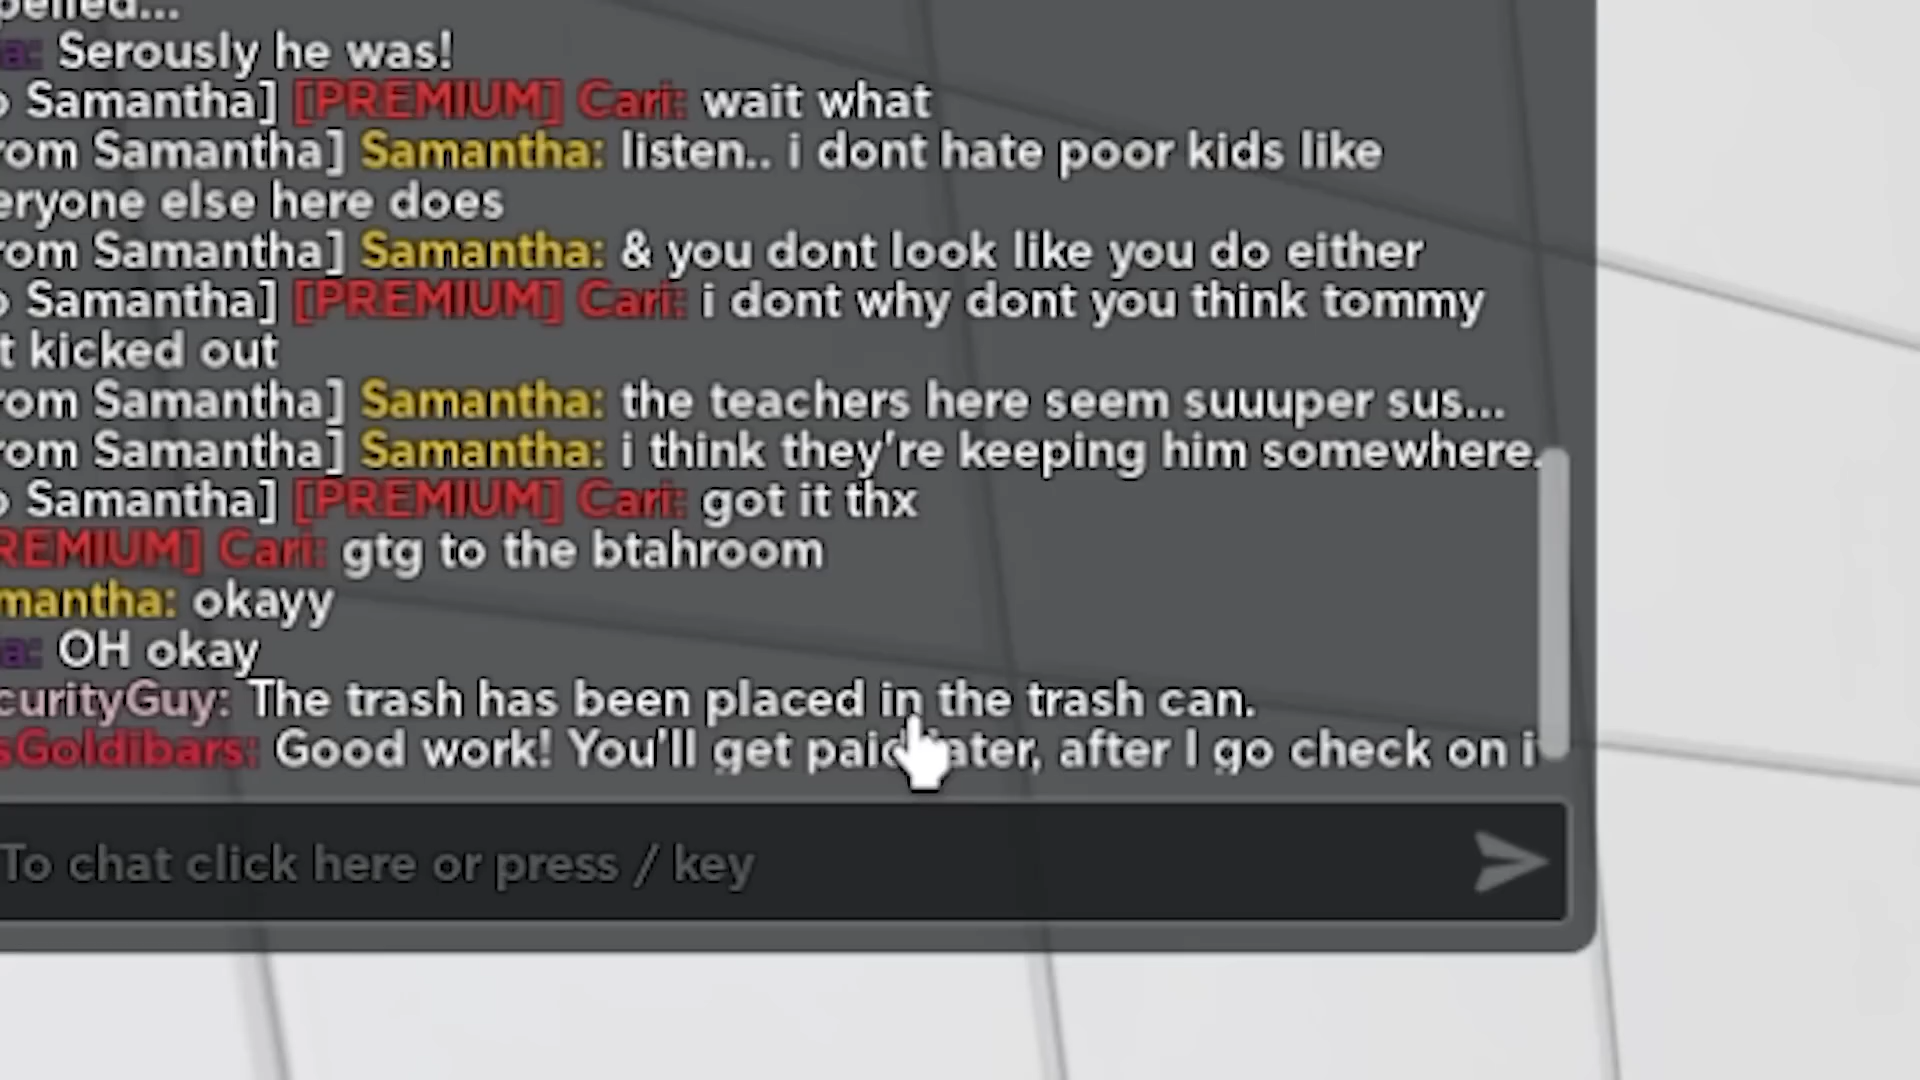 pelled...
a: Serously he was!
o Samantha] [PREMIUM] Cari: wait what
rom Samantha] Samantha: listen.. i dont hate poor kids like
eryone else here does
rom Samantha] Samantha: & you dont look like you do either
o Samantha] [PREMIUM] Cari: i dont why dont you think tommy
t kicked out
rom Samantha] Samantha: the teachers here seem suuuper sus...
rom Samantha] Samantha: i think they're keeping him somewhere.
o Samantha] [PREMIUM] Cari: got it thx
REMIUM] Cari: gtg to the btahroom
mantha: okayy
a: OH okay
curityGuy: The trash has been placed in the trash can.
sGoldibars: Good work! You'll get paid later, after I go check on i
To chat click here or press / key